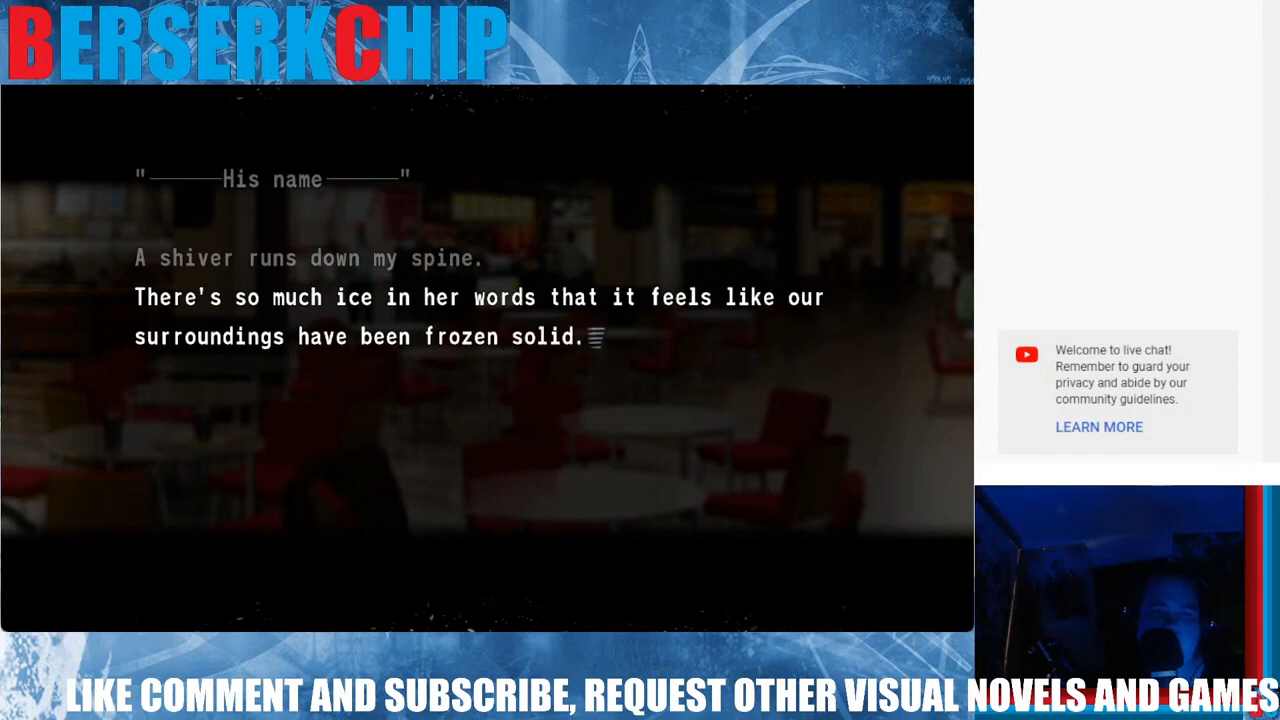 BERSERKCHIP
"———His name———"
A shiver runs down my spine.
There's so much ice in her words that it feels like our
surroundings have been frozen solid.
Welcome to live chat!
Remember to guard your
privacy and abide by our
community guidelines.
LEARN MORE
LIKE COMMENT AND SUBSCRIBE, REQUEST OTHER VISUAL NOVELS AND GAMES